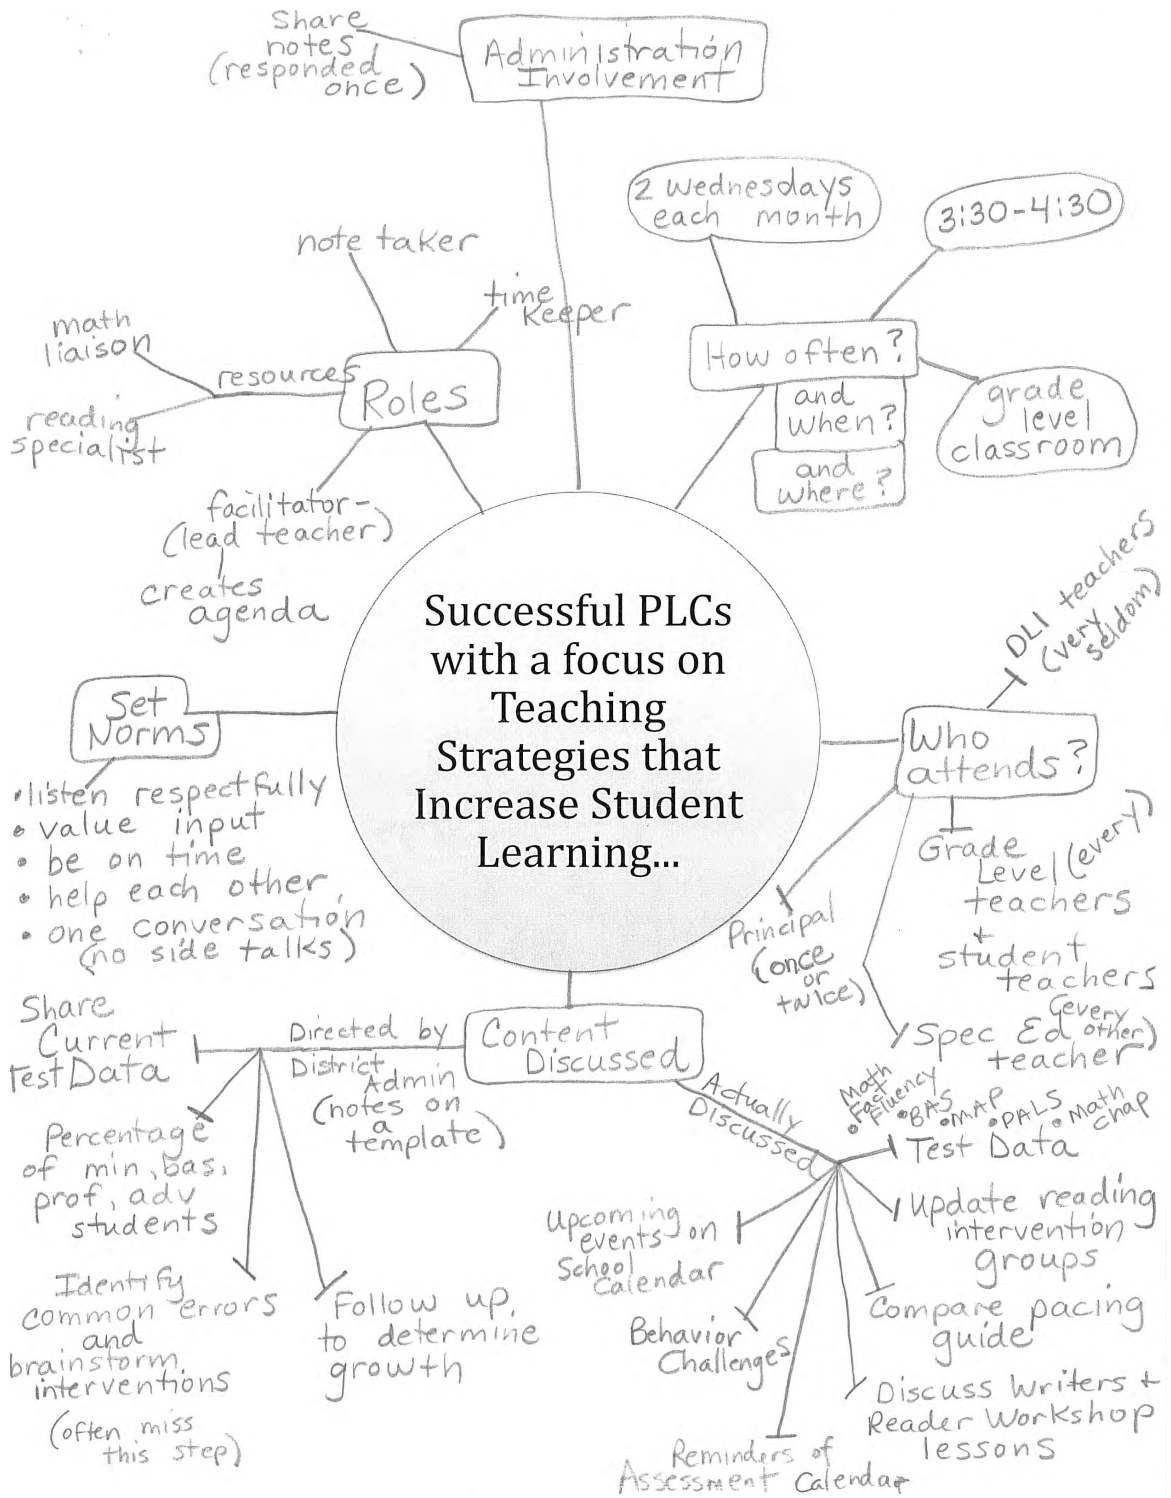 Share
notes
(responded
once)
Administration
Involvement
2 Wednesdays
each month
3:30-4:30
How often?
and
when?
and
where?
grade
level
classroom
note taker
time
keeper
math
liaison
resources
reading
specialist
Roles
facilitator-
(lead teacher)
creates
agenda
Successful PLCs
with a focus on
Teaching
Strategies that
Increase Student
Learning...
Set
Norms
• listen respectfully
• value input
• be on time
• help each other
• one conversation
(no side talks)
DLI teachers
(very
seldom)
Who
attends?
Grade
Level (every)
teachers
+
student
teachers
Principal
(once
or
twice)
Spec Ed (every
other)
teacher
Content
Discussed
Directed by
District
Admin
(notes on
a
template)
Share
Current
Test Data
Percentage
of min, bas,
prof, adv
students
Identify
common errors
and
brainstorm
interventions
(often miss
this step)
Follow up
to determine
growth
Actually
Discussed
• Math
Fact
Fluency
• BAS
• MAP
• PALS
• Math
chap
Test Data
Update reading
intervention
groups
Compare pacing
guide
Discuss Writers +
Reader Workshop
lessons
Reminders of
Assessment Calendar
Behavior
Challenges
Upcoming
events on
School
Calendar